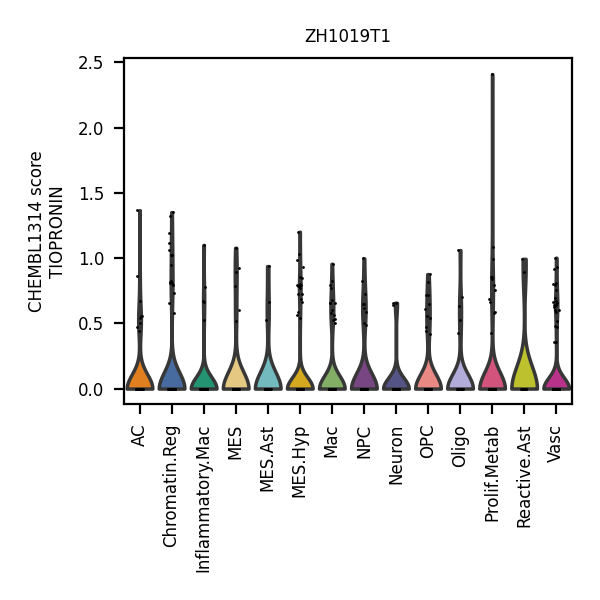 ZH1019T1
CHEMBL1314 score
TIOPRONIN
2.5
2.0
1.5
1.0
0.5
0.0
AC
Chromatin.Reg
Inflammatory.Mac
MES
MES.Ast
MES.Hyp
Mac
NPC
Neuron
OPC
Oligo
Prolif.Metab
Reactive.Ast
Vasc